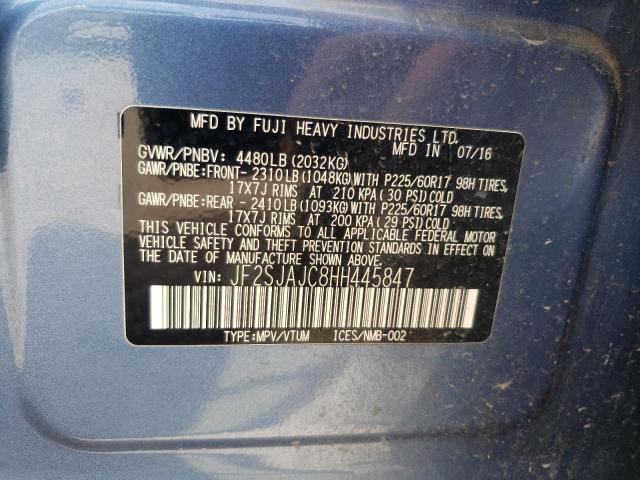 MFD BY FUJI HEAVY INDUSTRIES LTD.
MFD IN 07/16
GVWR/PNBV: 4480LB (2032KG)
GAWR/PNBE:FRONT- 2310LB(1048KG)WITH P225/60R17 98H TIRES,
17X7J RIMS AT 210 KPA(30 PSI)COLD
GAWR/PNBE:REAR - 2410LB(1093KG)WITH P225/60R17 98H TIRES,
17X7J RIMS AT 200 KPA(29 PSI)COLD
THIS VEHICLE CONFORMS TO ALL APPLICABLE FEDERAL MOTOR
VEHICLE SAFETY AND THEFT PREVENTION STANDARDS IN EFFECT ON
THE DATE OF MANUFACTURE SHOWN ABOVE.
VIN: JF2SJAJC8HH445847
TYPE:MPV/VTUM ICES/NMB-002